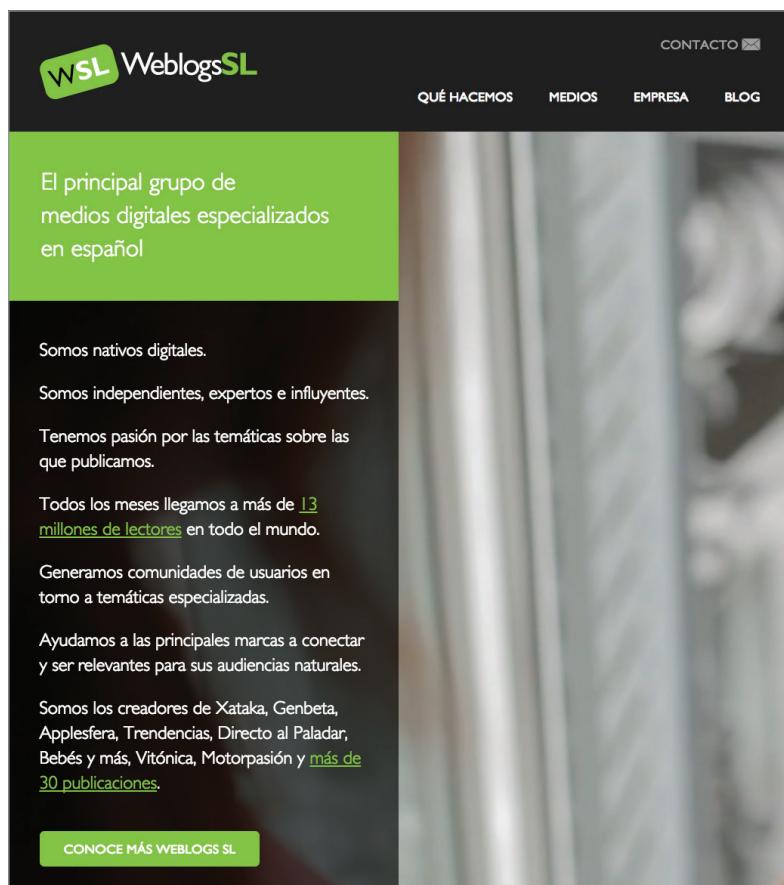 WSL WeblogsSL
CONTACTO
QUÉ HACEMOS MEDIOS EMPRESA BLOG
El principal grupo de
medios digitales especializados
en español
Somos nativos digitales.
Somos independientes, expertos e influyentes.
Tenemos pasión por las temáticas sobre las
que publicamos.
Todos los meses llegamos a más de 13
millones de lectores en todo el mundo.
Generamos comunidades de usuarios en
torno a temáticas especializadas.
Ayudamos a las principales marcas a conectar
y ser relevantes para sus audiencias naturales.
Somos los creadores de Xataka, Genbeta,
Applesfera, Trendencias, Directo al Paladar,
Bebés y más, Vitónica, Motorpasión y más de
30 publicaciones.
CONOCE MÁS WEBLOGS SL